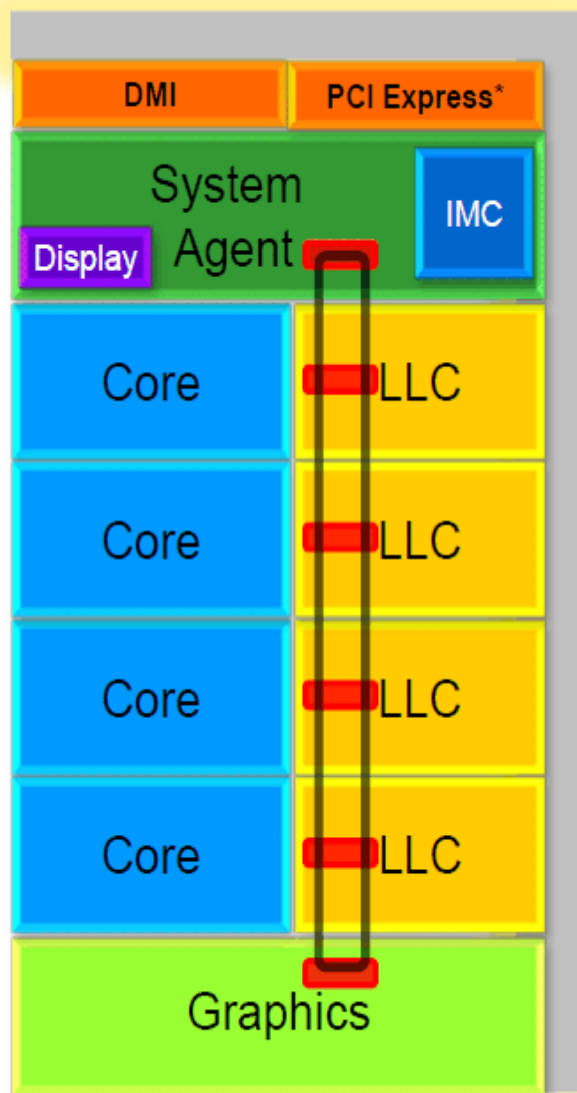 DMI
PCI Express*
System
Agent
IMC
Display
Core
LLC
Core
LLC
Core
LLC
Core
LLC
Graphics